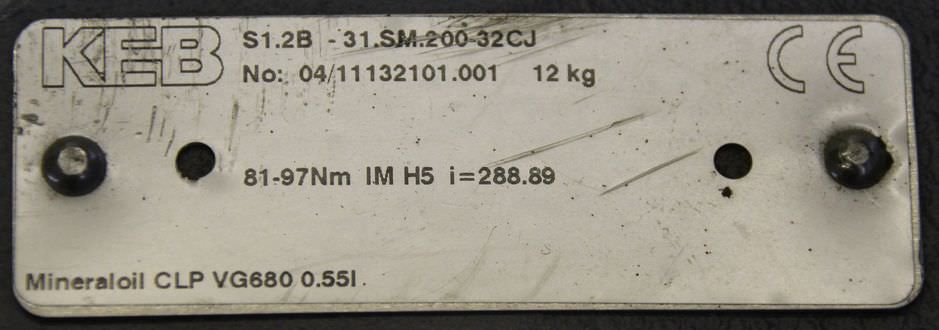 KEB
S1.2B - 31.SM.200-32CJ
No: 04/11132101.001 12 kg
CE
81-97Nm IM H5 i=288.89
Mineraloil CLP VG680 0.55l